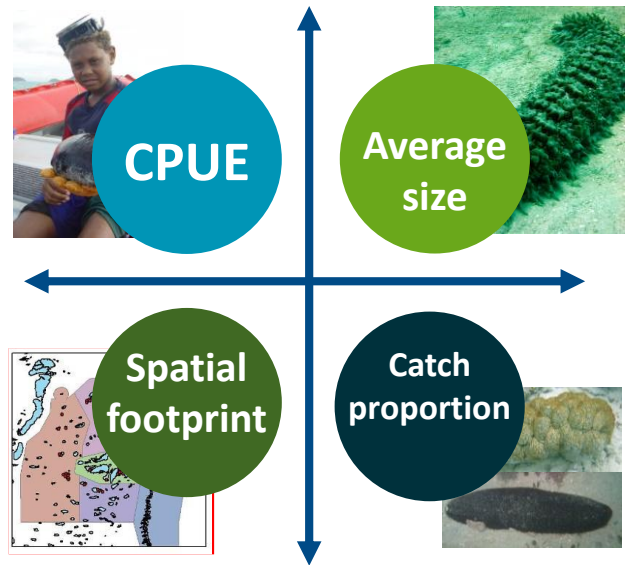 CPUE
Average
size
Spatial
footprint
Catch
proportion